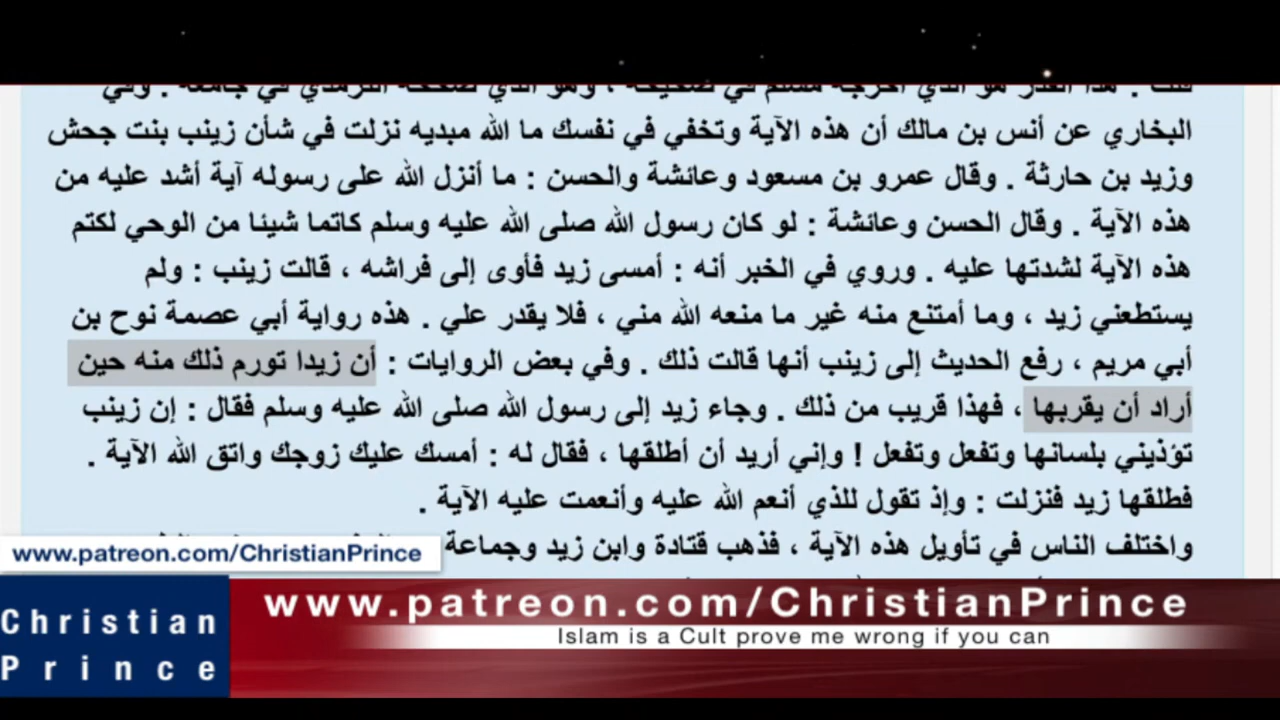 البخاري عن أنس بن مالك أن هذه الآية وتخفي في نفسك ما الله مبديه نزلت في شأن زينب بنت جحش
وزيد بن حارثة . وقال عمرو بن مسعود وعائشة والحسن : ما أنزل الله على رسوله آية أشد عليه من
هذه الآية . وقال الحسن وعائشة : لو كان رسول الله صلى الله عليه وسلم كاتما شيئا من الوحي لكتم
هذه الآية لشدتها عليه . وروي في الخبر أنه : أمسى زيد فأوى إلى فراشه ، قالت زينب : ولم
يستطعني زيد ، وما أمتنع منه غير ما منعه الله مني ، فلا يقدر علي . هذه رواية أبي عصمة نوح بن
أبي مريم ، رفع الحديث إلى زينب أنها قالت ذلك . وفي بعض الروايات : أن زيدا تورم ذلك منه حين
أراد أن يقربها ، فهذا قريب من ذلك . وجاء زيد إلى رسول الله صلى الله عليه وسلم فقال : إن زينب
تؤذيني بلسانها وتفعل وتفعل ! وإني أريد أن أطلقها ، فقال له : أمسك عليك زوجك واتق الله الآية .
فطلقها زيد فنزلت : وإذ تقول للذي أنعم الله عليه وأنعمت عليه الآية .
واختلف الناس في تأويل هذه الآية ، فذهب قتادة وابن زيد وجماعة
www.patreon.com/ChristianPrince
www.patreon.com/ChristianPrince
Islam is a Cult prove me wrong if you can
Christian
Prince